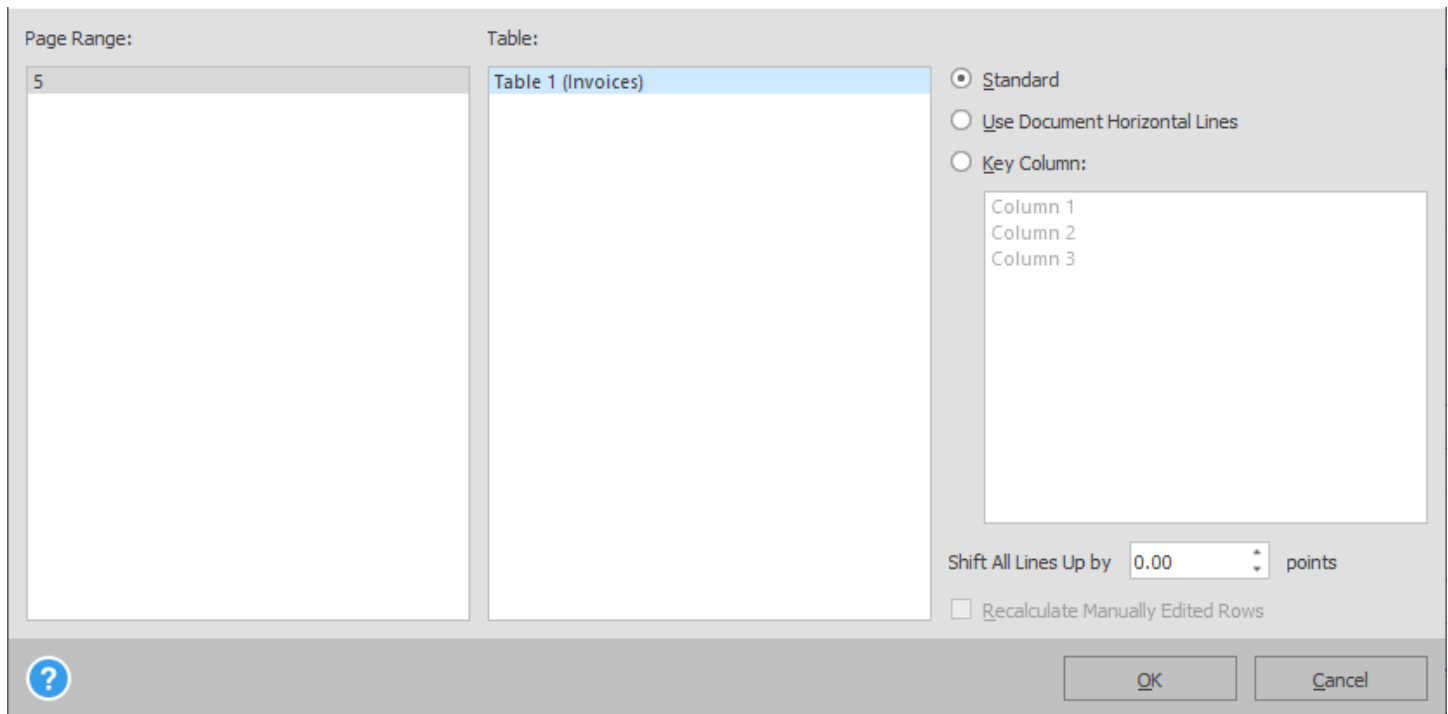 Page Range:
Table:
5
Table 1 (Invoices)
Standard
Use Document Horizontal Lines
Key Column:
Column 1
Column 2
Column 3
Shift All Lines Up by 0.00 points
Recalculate Manually Edited Rows
?
OK
Cancel